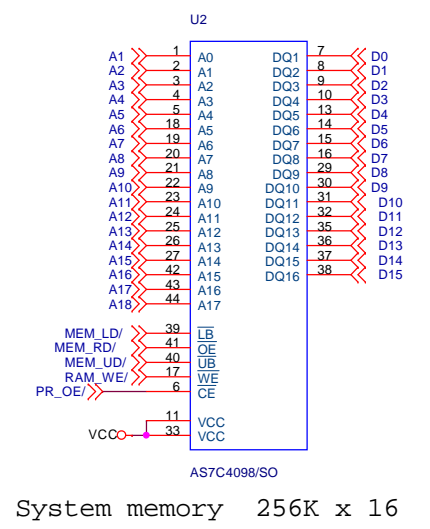 U2
A1 1 A0 DQ1 7 D0
A2 2 A1 DQ2 8 D1
A3 3 A2 DQ3 9 D2
A4 4 A3 DQ4 10 D3
A5 5 A4 DQ5 13 D4
A6 18 A5 DQ6 14 D5
A7 19 A6 DQ7 15 D6
A8 20 A7 DQ8 16 D7
A9 21 A8 DQ9 29 D8
A10 22 A9 DQ10 30 D9
A11 23 A10 DQ11 31 D10
A12 24 A11 DQ12 32 D11
A13 25 A12 DQ13 35 D12
A14 26 A13 DQ14 36 D13
A15 27 A14 DQ15 37 D14
A16 42 A15 DQ16 38 D15
A17 43 A16
A18 44 A17
MEM_LD/ 39 LB
MEM_RD/ 41 OE
MEM_UD/ 40 UB
RAM_WE/ 17 WE
PR_OE/ 6 CE
11 VCC
VCC 33 VCC
AS7C4098/SO
System memory 256K x 16